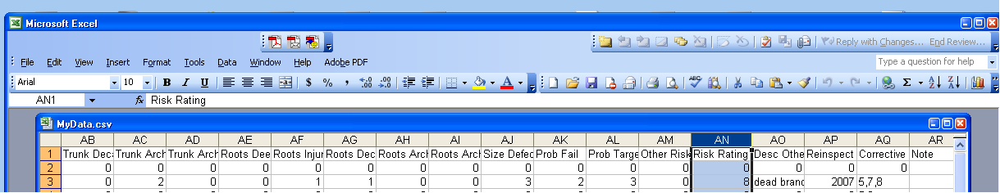 Microsoft Excel
Reply with Changes... End Review...
File Edit View Insert Format Tools Data Window Help Adobe PDF Type a question for help
Arial 10 B I U $ % ,
AN1 fx Risk Rating
MyData.csv
AB AC AD AE AF AG AH AI AJ AK AL AM AN AO AP AQ AR
1 Trunk Deca Trunk Arch Trunk Arch Roots Dee Roots Injur Roots Dec Roots Arch Roots Arch Size Defec Prob Fail Prob Targe Other Risk Risk Rating Desc Othe Reinspect Corrective Note
2 0 0 0 0 0 0 0 0 0 0 0 0 0 0 0 0
3 0 2 0 0 1 1 0 0 3 2 3 0 8 dead branc 2007 5,7,8